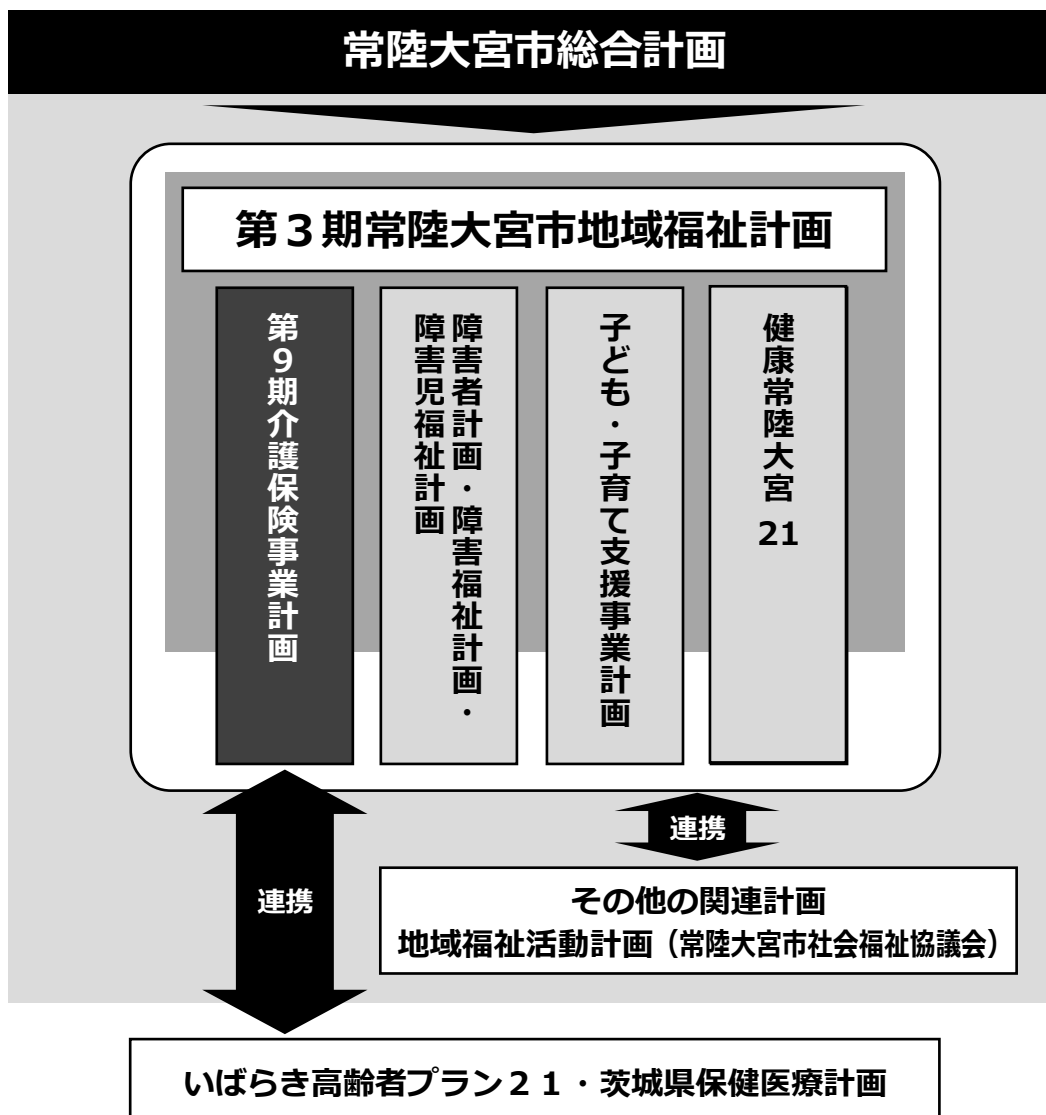 常陸大宮市総合計画
第３期常陸大宮市地域福祉計画
第９期介護保険事業計画
障害者計画・障害福祉計画・
障害児福祉計画
子ども・子育て支援事業計画
健康常陸大宮 21
連携
連携
その他の関連計画
地域福祉活動計画（常陸大宮市社会福祉協議会）
いばらき高齢者プラン２１・茨城県保健医療計画